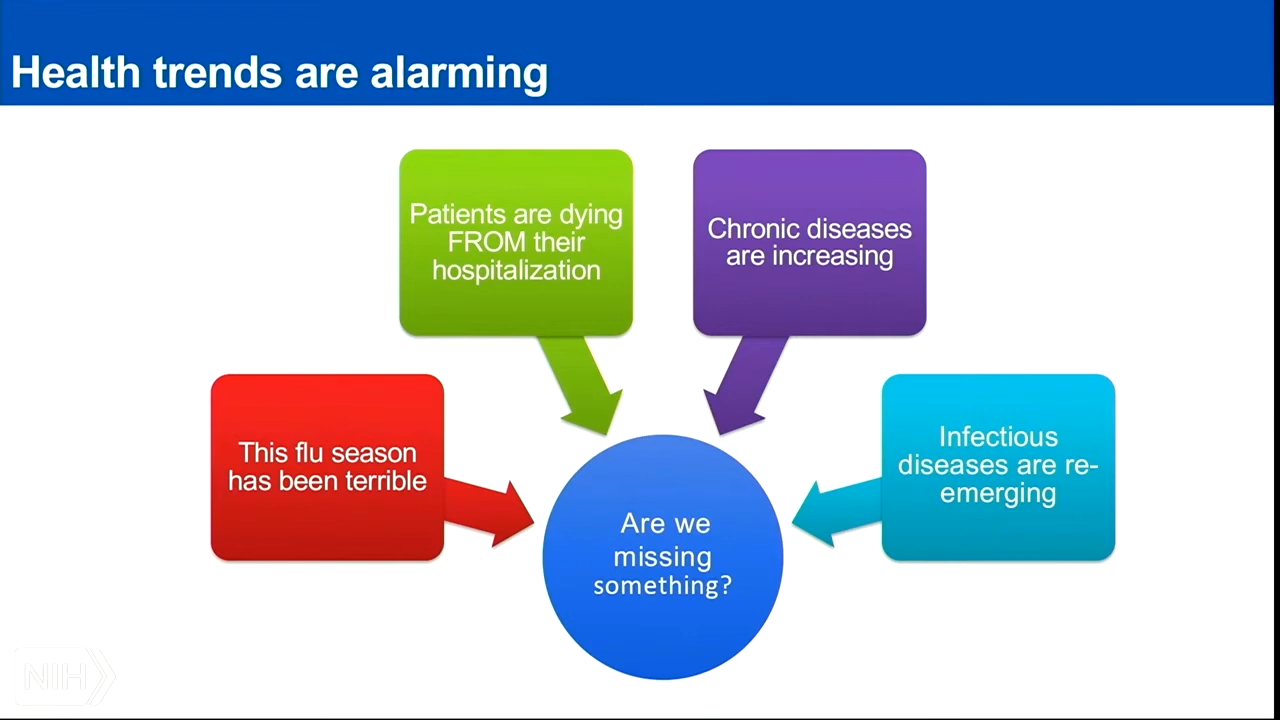 Health trends are alarming
Patients are dying
FROM their
hospitalization
Chronic diseases
are increasing
This flu season
has been terrible
Infectious
diseases are re-
emerging
Are we
missing
something?
NIH